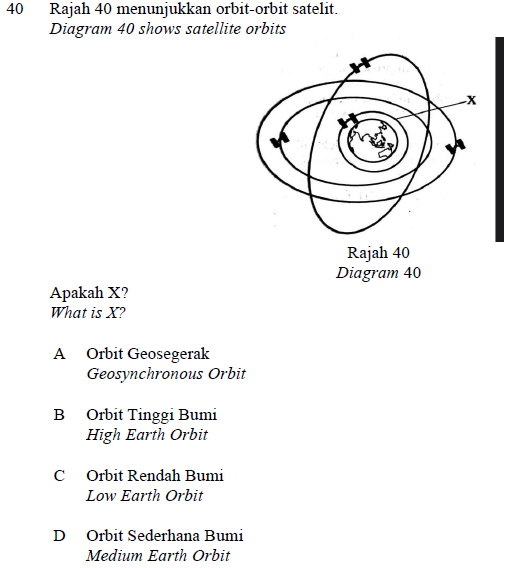 40 Rajah 40 menunjukkan orbit-orbit satelit.
Diagram 40 shows satellite orbits
X
Rajah 40
Diagram 40
Apakah X?
What is X?
A Orbit Geosegerak
Geosynchronous Orbit
B Orbit Tinggi Bumi
High Earth Orbit
C Orbit Rendah Bumi
Low Earth Orbit
D Orbit Sederhana Bumi
Medium Earth Orbit